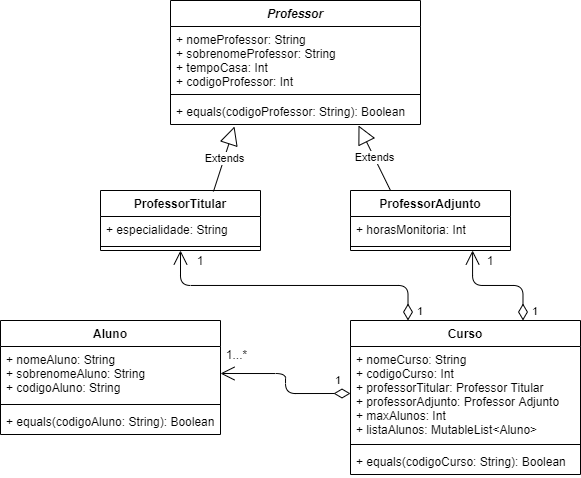 Professor
+ nomeProfessor: String
+ sobrenomeProfessor: String
+ tempoCasa: Int
+ codigoProfessor: Int
+ equals(codigoProfessor: String): Boolean
Extends
Extends
ProfessorTitular
+ especialidade: String
ProfessorAdjunto
+ horasMonitoria: Int
1
1
1
1
Aluno
+ nomeAluno: String
+ sobrenomeAluno: String
+ codigoAluno: String
+ equals(codigoAluno: String): Boolean
1...*
1
Curso
+ nomeCurso: String
+ codigoCurso: Int
+ professorTitular: Professor Titular
+ professorAdjunto: Professor Adjunto
+ maxAlunos: Int
+ listaAlunos: MutableList<Aluno>
+ equals(codigoCurso: String): Boolean